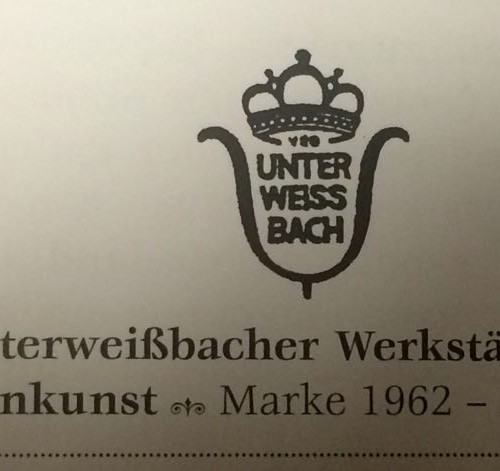 VEB
UNTER
WEISS
BACH
terweißbacher Werkstä
nkunst Marke 1962 –